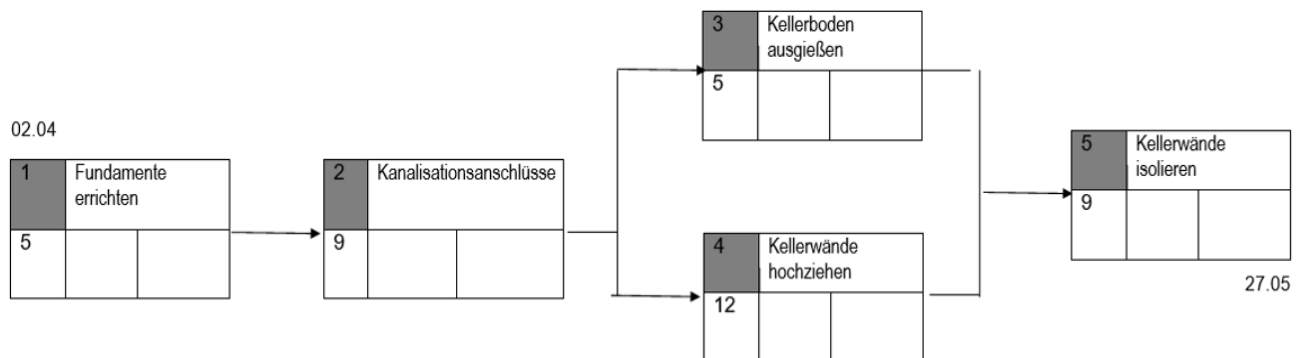 02.04
1
Fundamente
errichten
5
2
Kanalisationsanschlüsse
9
3
Kellerboden
ausgießen
5
4
Kellerwände
hochziehen
12
5
Kellerwände
isolieren
9
27.05